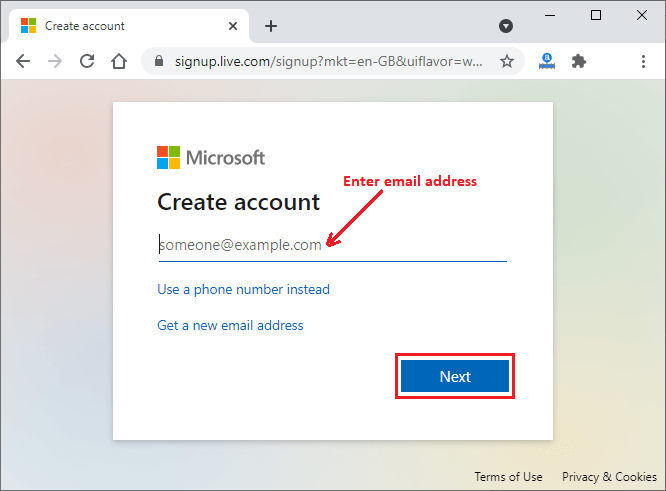 Create account
signup.live.com/signup?mkt=en-GB&uiflavor=w...
Microsoft
Enter email address
Create account
someone@example.com
Use a phone number instead
Get a new email address
Next
Terms of Use Privacy & Cookies